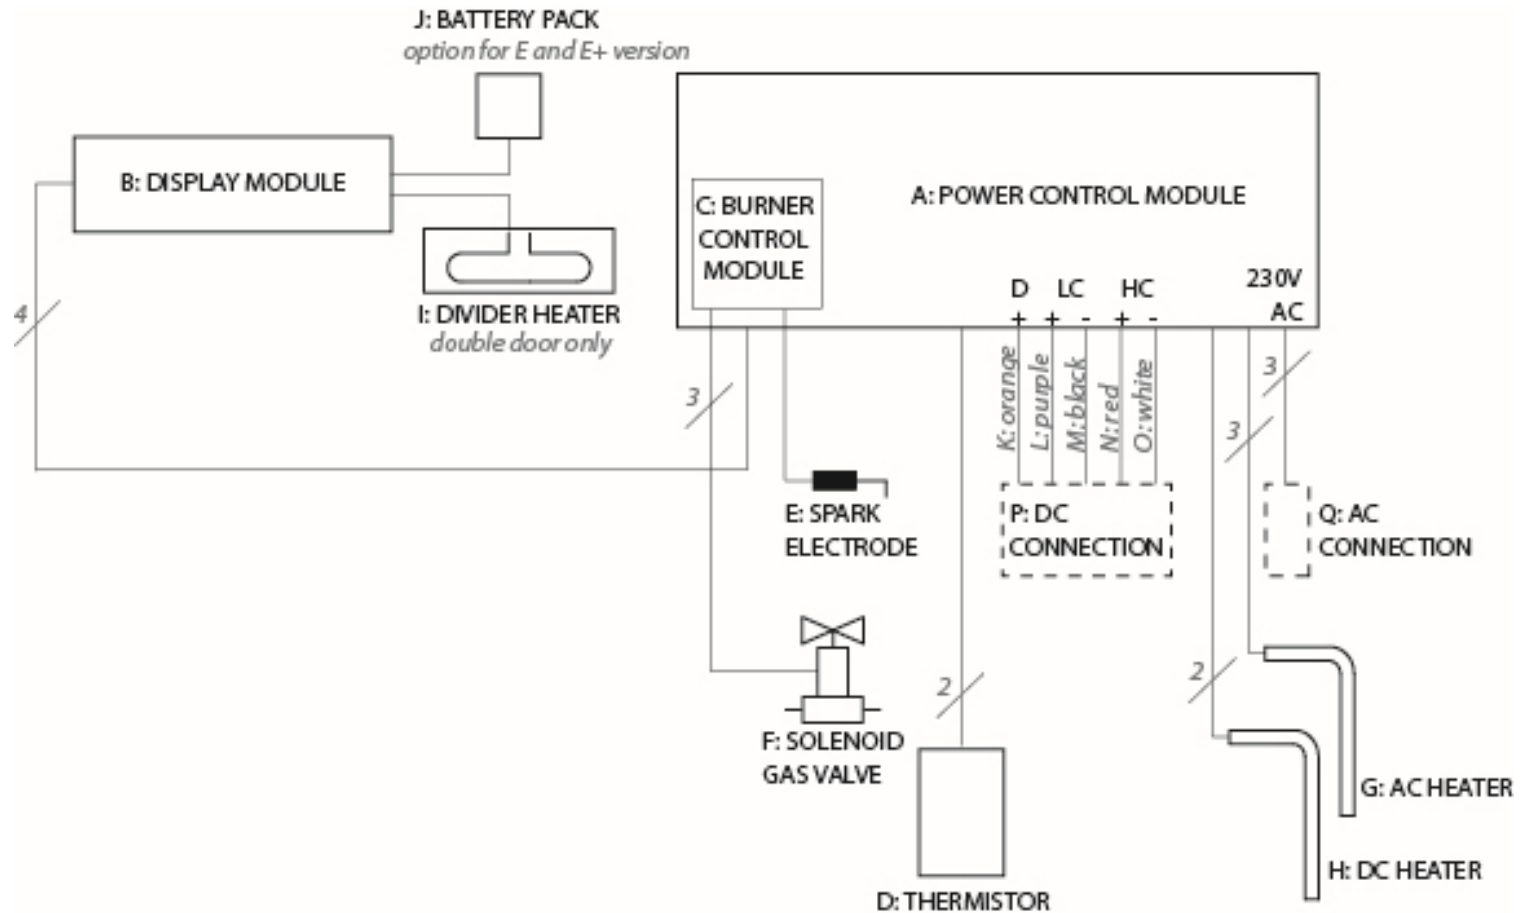 J: BATTERY PACK
option for E and E+ version
B: DISPLAY MODULE
A: POWER CONTROL MODULE
C: BURNER
CONTROL
MODULE
I: DIVIDER HEATER
double door only
4
D LC HC
+ + - + -
230V
AC
K: orange
L: purple
M: black
N: red
O: white
3
3
3
E: SPARK
ELECTRODE
P: DC
CONNECTION
Q: AC
CONNECTION
2
2
F: SOLENOID
GAS VALVE
G: AC HEATER
H: DC HEATER
D: THERMISTOR